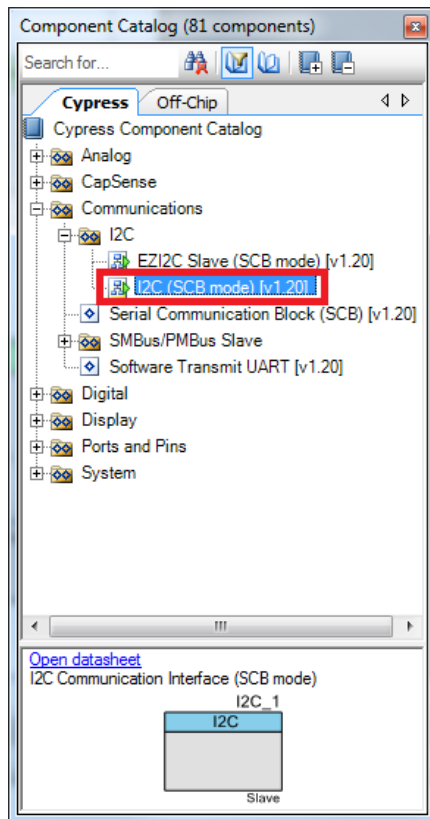 Component Catalog (81 components)
Search for...
Cypress Off-Chip
Cypress Component Catalog
Analog
CapSense
Communications
I2C
EZI2C Slave (SCB mode) [v1.20]
I2C (SCB mode) [v1.20]
Serial Communication Block (SCB) [v1.20]
SMBus/PMBus Slave
Software Transmit UART [v1.20]
Digital
Display
Ports and Pins
System
Open datasheet
I2C Communication Interface (SCB mode)
I2C_1
I2C
Slave